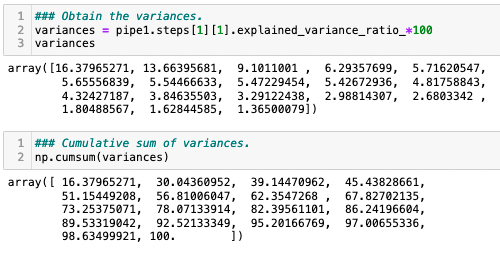 1 ### Obtain the variances.
2 variances = pipe1.steps[1][1].explained_variance_ratio_*100
3 variances
array([16.37965271, 13.66395681, 9.1011001 , 6.29357699, 5.71620547,
5.65556839, 5.54466633, 5.47229454, 5.42672936, 4.81758843,
4.32427187, 3.84635503, 3.29122438, 2.98814307, 2.6803342 ,
1.80488567, 1.62844585, 1.36500079])
1 ### Cumulative sum of variances.
2 np.cumsum(variances)
array([ 16.37965271, 30.04360952, 39.14470962, 45.43828661,
51.15449208, 56.81006047, 62.3547268 , 67.82702135,
73.25375071, 78.07133914, 82.39561101, 86.24196604,
89.53319042, 92.52133349, 95.20166769, 97.00655336,
98.63499921, 100. ])